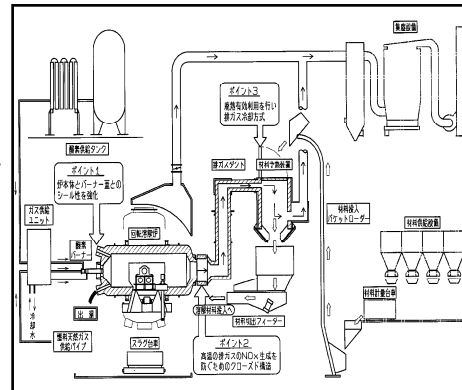 集塵設備
ポイント3
廃熱有効利用を行い
排ガス冷却方式
酸素供給タンク
ポイント1
炉本体とバーナー蓋との
シール性を強化
排ガスダクト
材料予熱装置
ガス供給
ユニット
酸素
バーナー
回転溶解炉
材料投入
バケットローダー
材料供給設備
材料計量台車
冷却水
出湯
溶解材料投入へ
材料切出フィーダー
燃料天然ガス
供給パイプ
スラグ台車
ポイント2
高温の排ガスのNOx生成を
防ぐためのクローズド構造